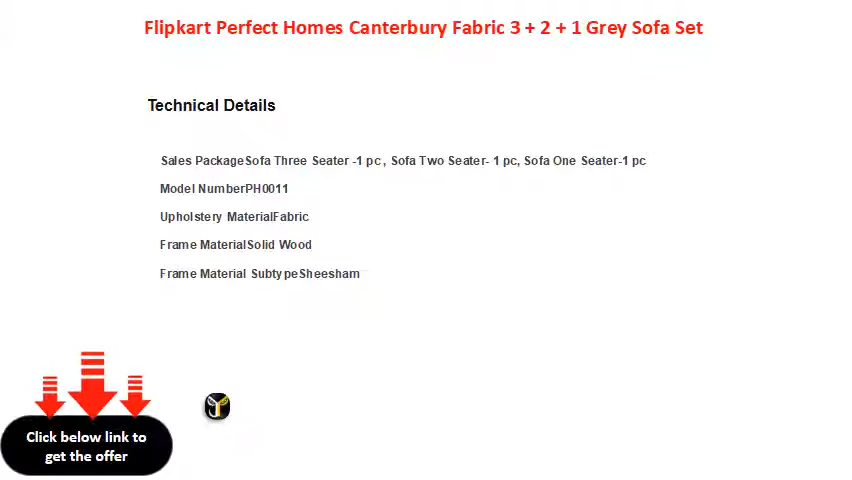 Flipkart Perfect Homes Canterbury Fabric 3 + 2 + 1 Grey Sofa Set
Technical Details
Sales PackageSofa Three Seater -1 pc , Sofa Two Seater- 1 pc, Sofa One Seater-1 pc
Model NumberPH0011
Upholstery MaterialFabric
Frame MaterialSolid Wood
Frame Material SubtypeSheesham
Click below link to
get the offer